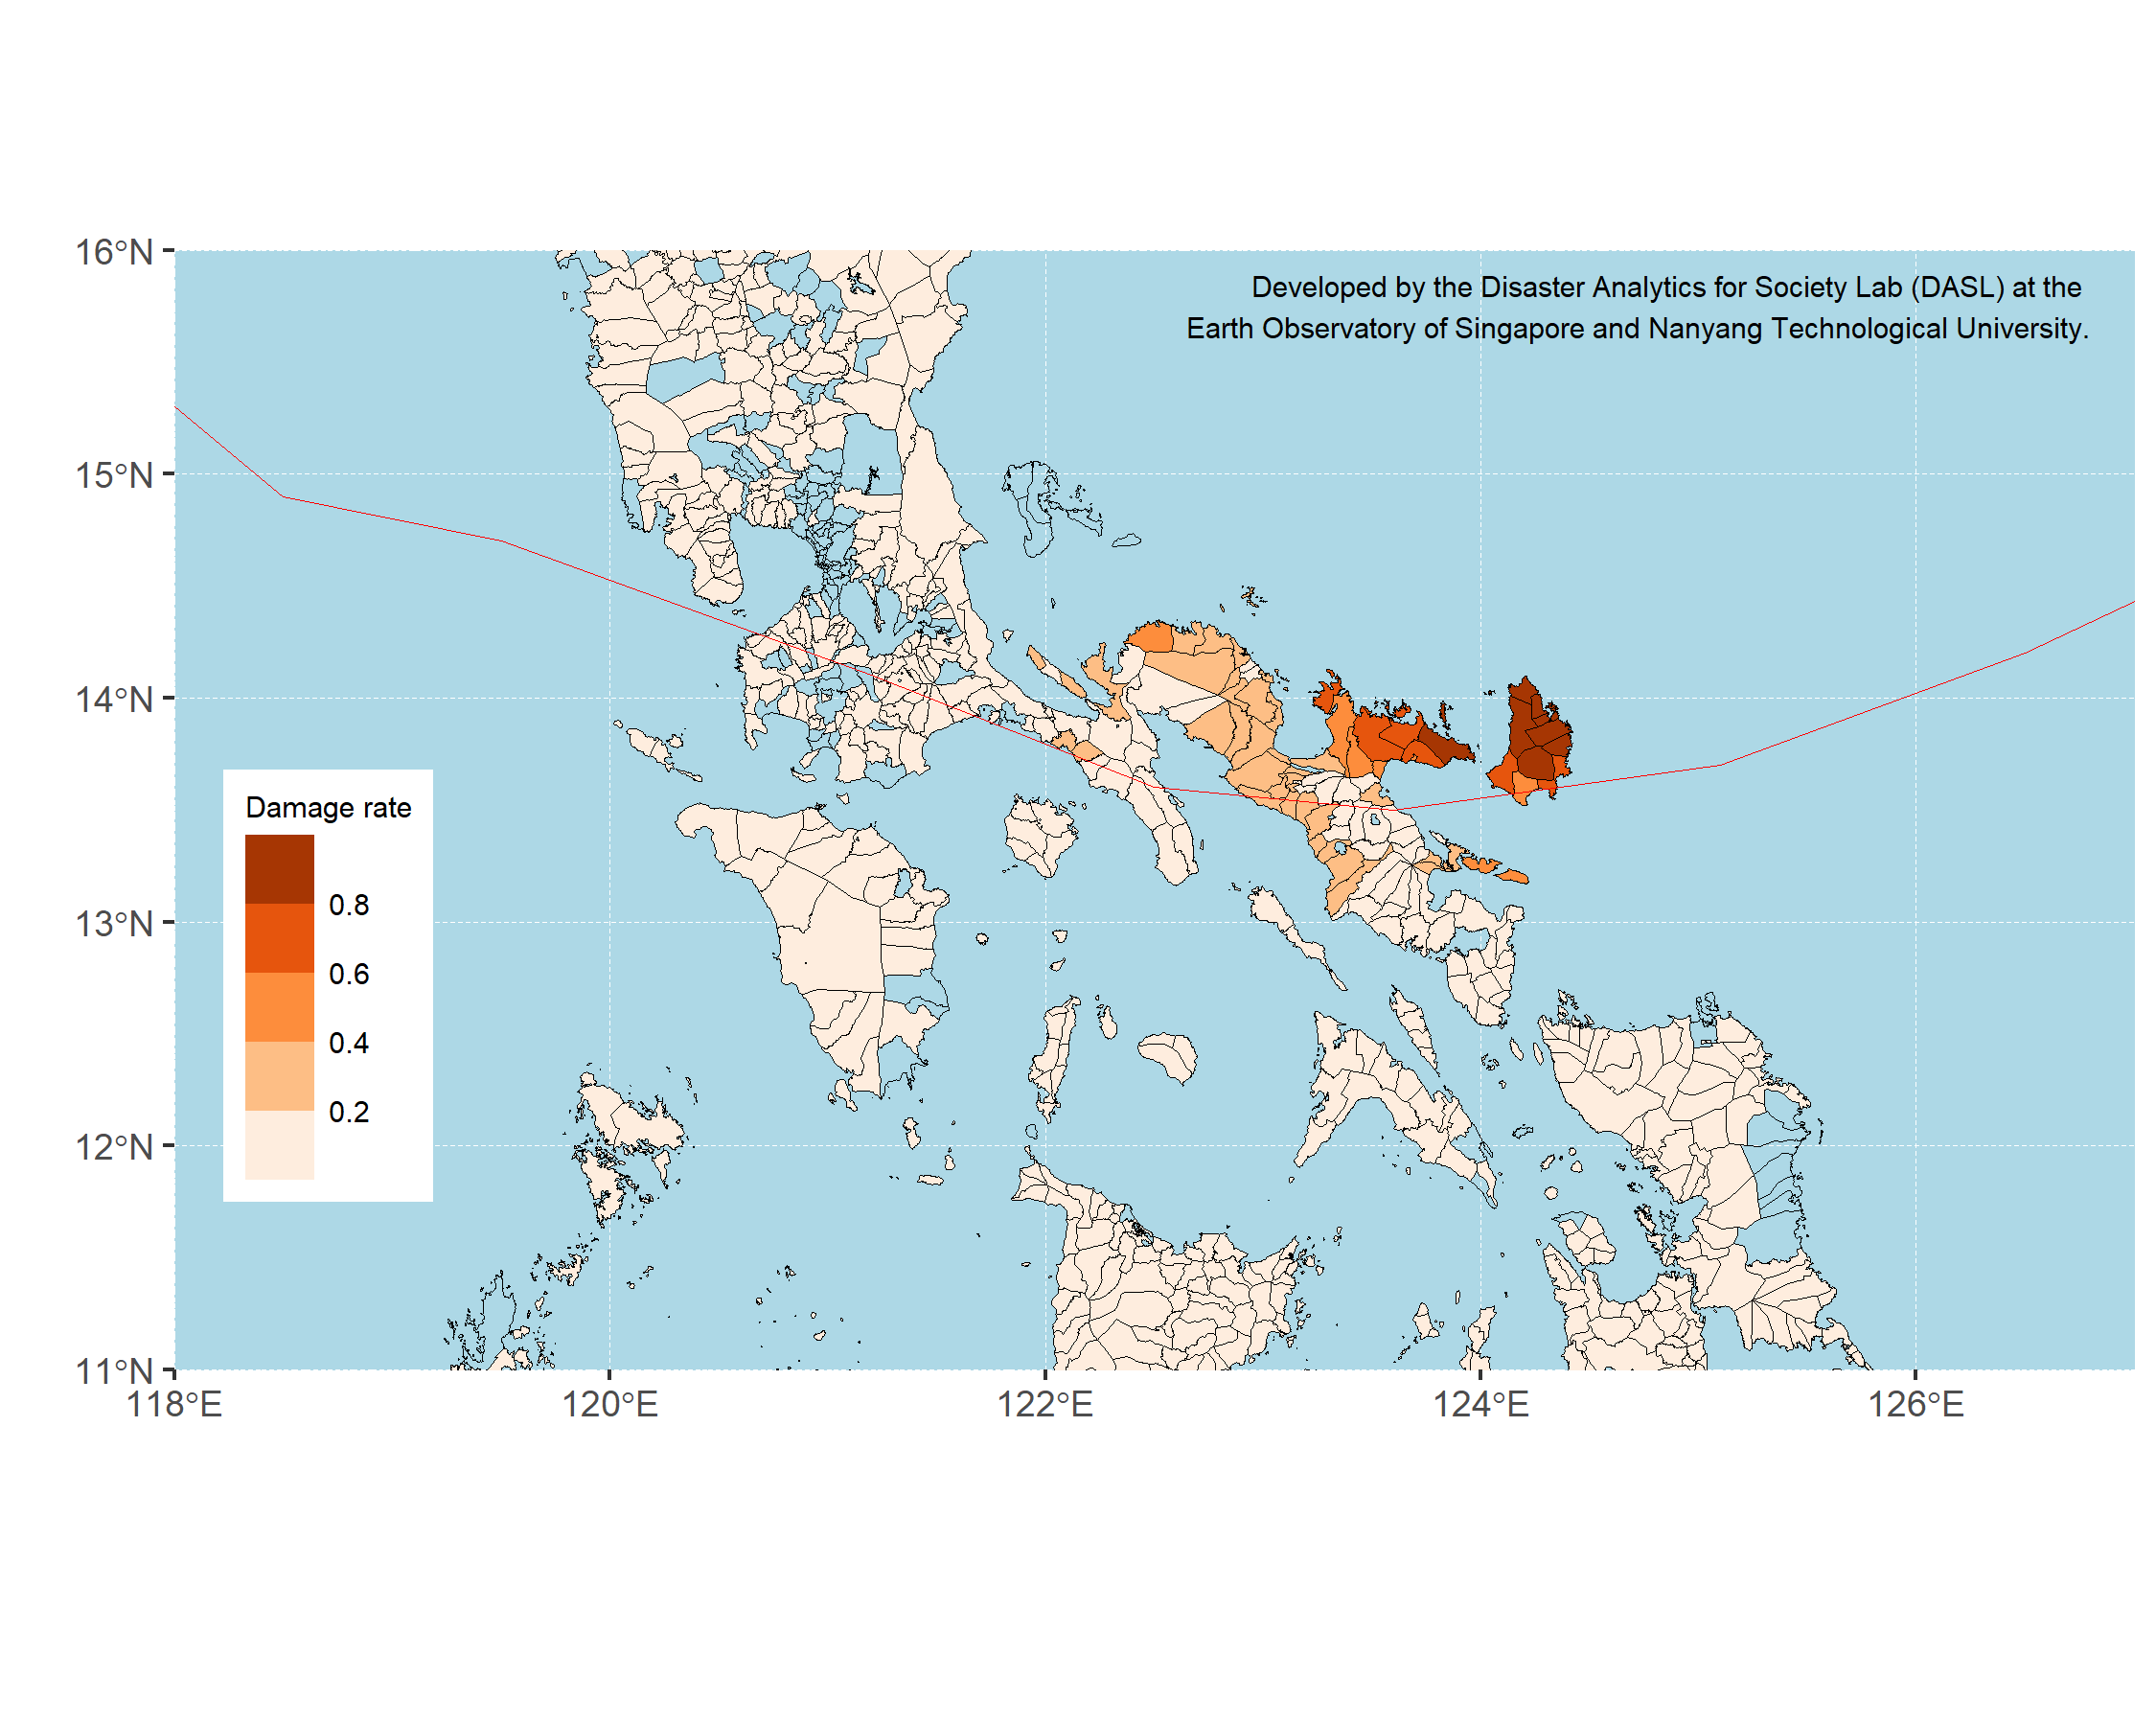 16°N
Developed by the Disaster Analytics for Society Lab (DASL) at the
Earth Observatory of Singapore and Nanyang Technological University.
15°N
14°N
Damage rate
0.8
13°N
0.6
0.4
0.2
12°N
11°N
118°E
120°E
122°E
124°E
126°E